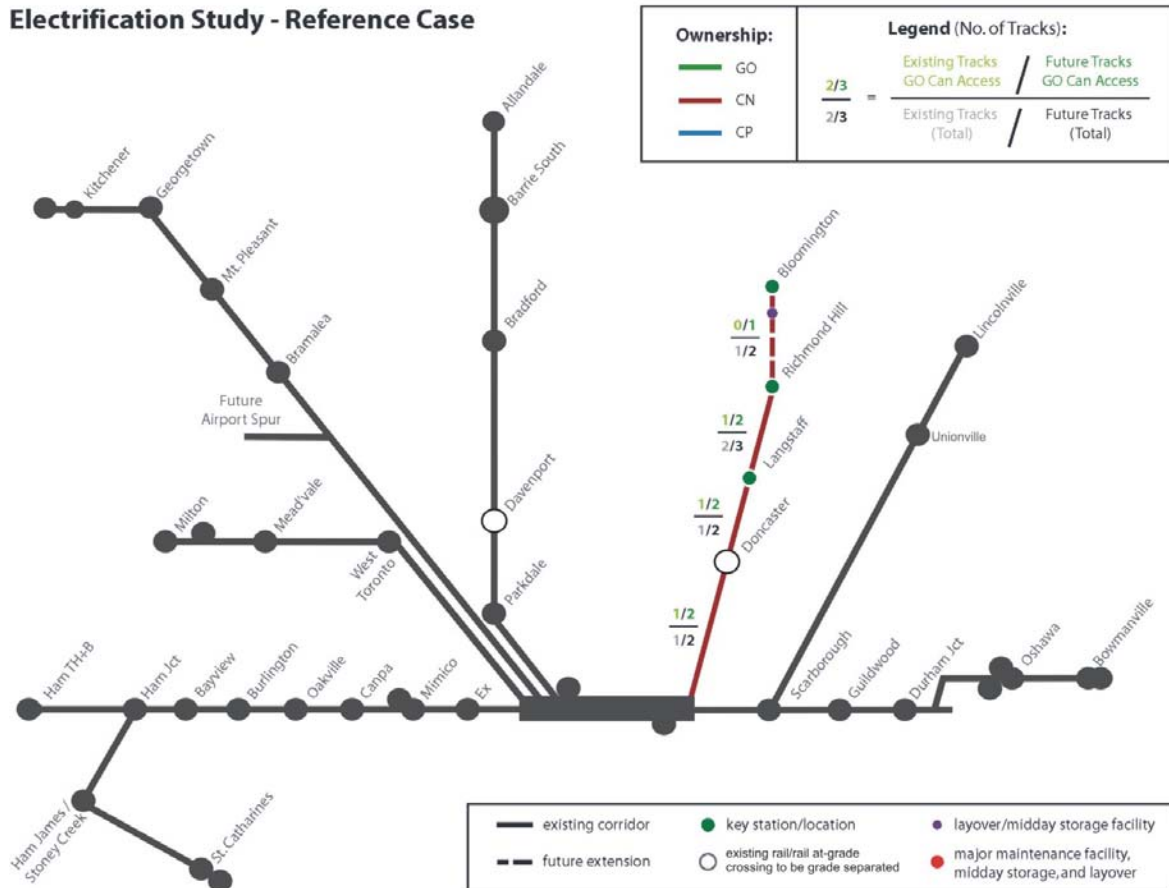 Electrification Study - Reference Case
Ownership:
GO
CN
CP
Legend (No. of Tracks):
2/3
2/3
=
Existing Tracks
GO Can Access
/
Future Tracks
GO Can Access
Existing Tracks
(Total)
/
Future Tracks
(Total)
Allandale
Barrie South
Bradford
Davenport
Parkdale
Kitchener
Georgetown
Mt. Pleasant
Bramalea
Future
Airport Spur
Milton
Mead'vale
West
Toronto
Bloomington
0/1
1/2
Richmond Hill
1/2
2/3
Langstaff
1/2
1/2
Doncaster
1/2
1/2
Lincolnville
Unionville
Ham TH+B
Ham Jct
Bayview
Burlington
Oakville
Canpa
Mimico
Ex
Scarborough
Guildwood
Durham Jct
Oshawa
Bowmanville
Ham James /
Stoney Creek
St. Catharines
existing corridor
future extension
key station/location
existing rail/rail at-grade
crossing to be grade separated
layover/midday storage facility
major maintenance facility,
midday storage, and layover